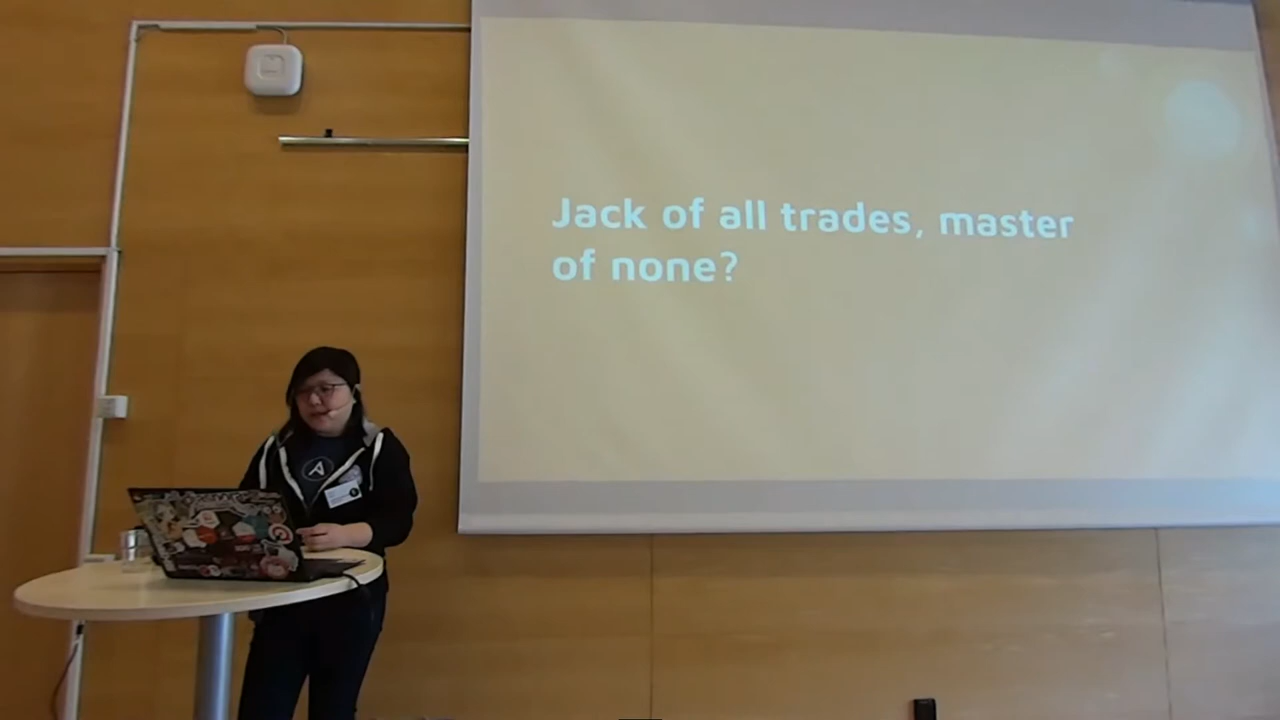 Jack of all trades, master
of none?
A